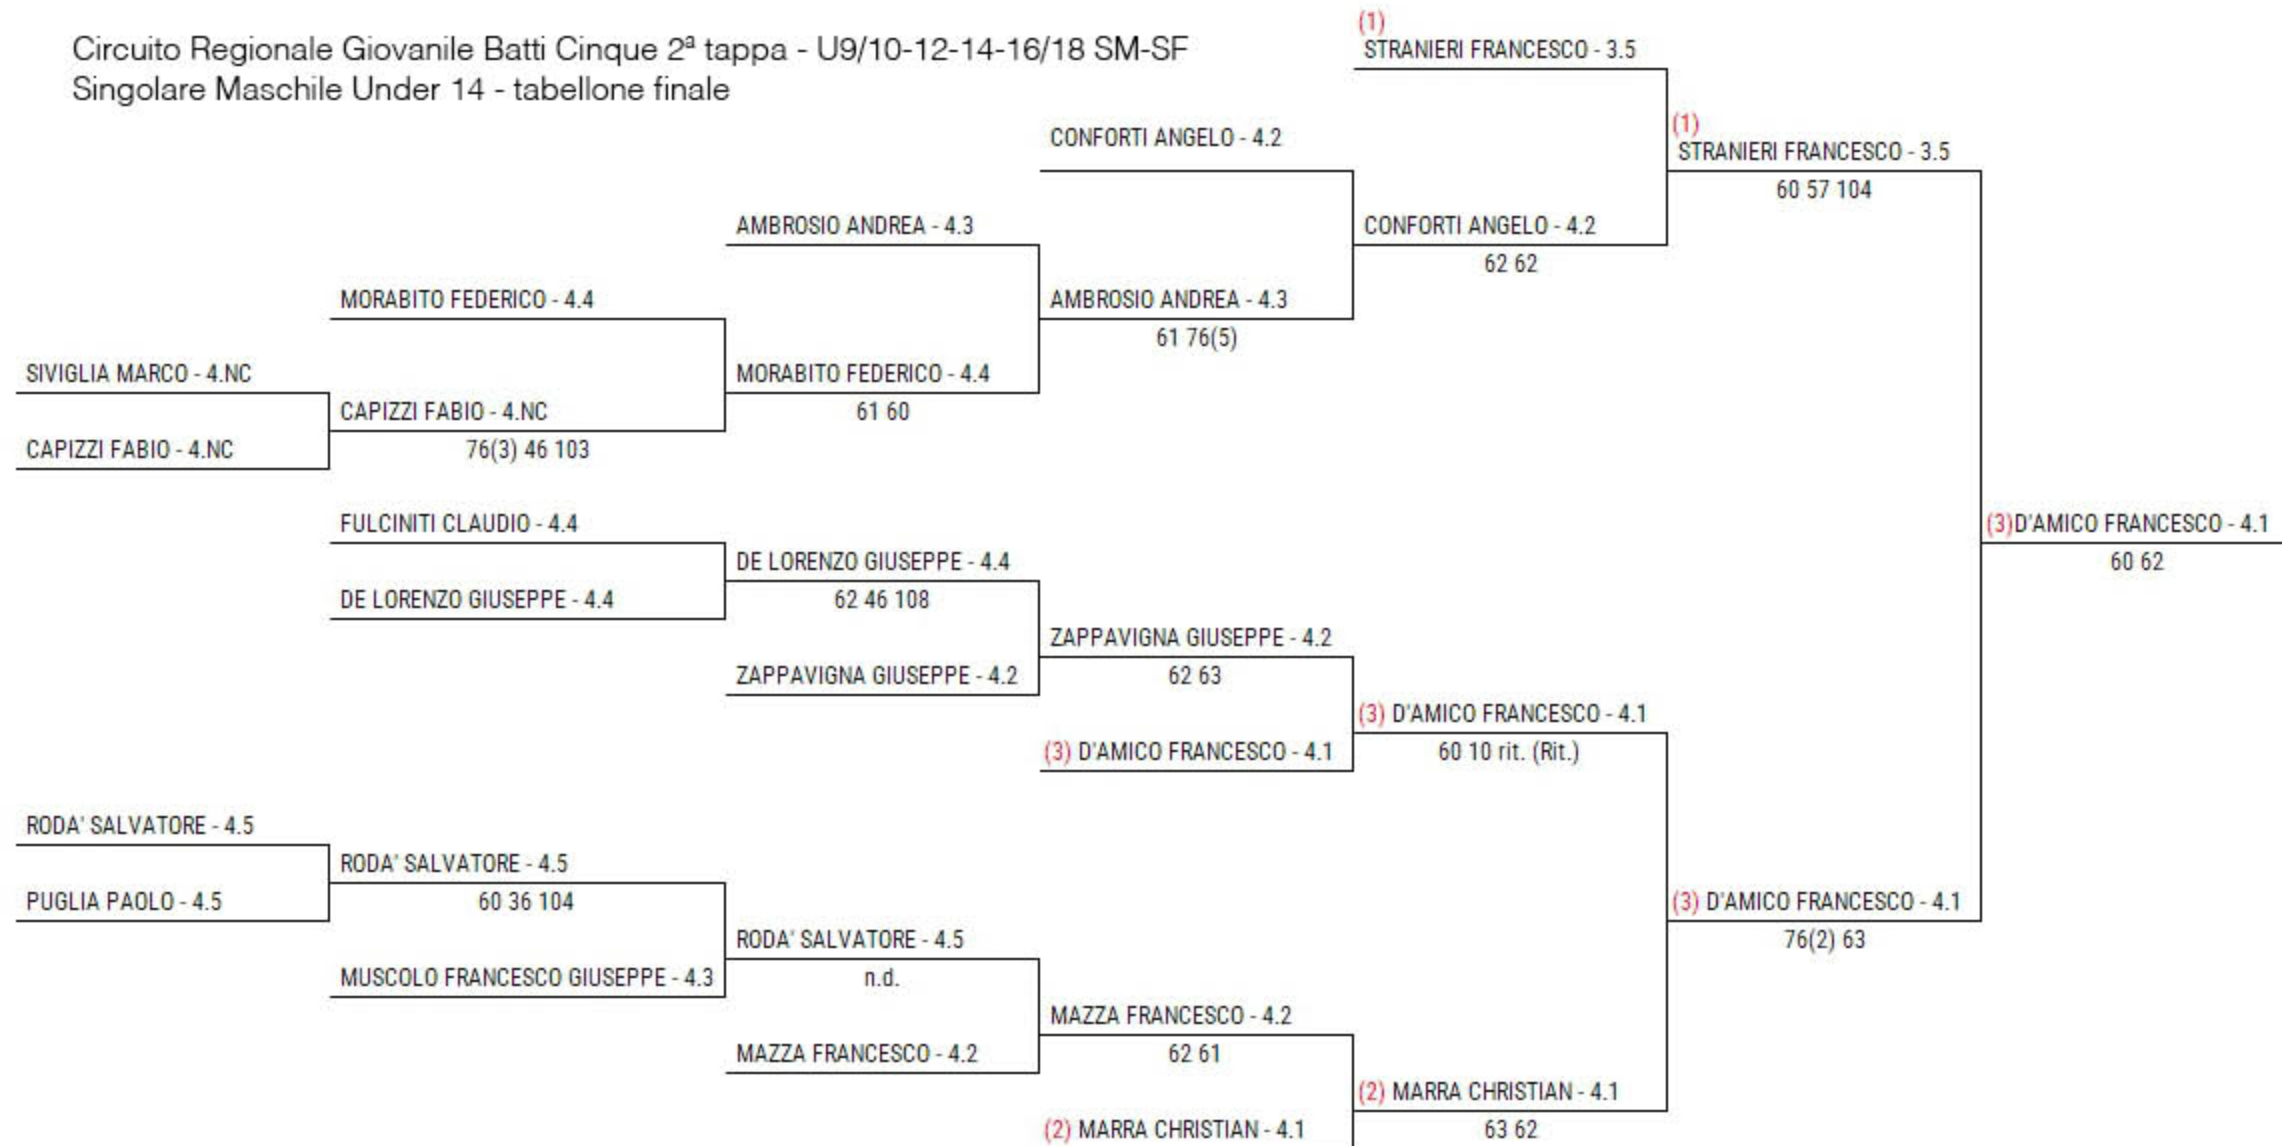 Circuito Regionale Giovanile Batti Cinque 2ª tappa - U9/10-12-14-16/18 SM-SF
Singolare Maschile Under 14 - tabellone finale
(1)
STRANIERI FRANCESCO - 3.5
(1)
STRANIERI FRANCESCO - 3.5
60 57 104
CONFORTI ANGELO - 4.2
CONFORTI ANGELO - 4.2
62 62
AMBROSIO ANDREA - 4.3
AMBROSIO ANDREA - 4.3
61 76(5)
MORABITO FEDERICO - 4.4
MORABITO FEDERICO - 4.4
61 60
SIVIGLIA MARCO - 4.NC
CAPIZZI FABIO - 4.NC
76(3) 46 103
CAPIZZI FABIO - 4.NC
FULCINITI CLAUDIO - 4.4
(3)D'AMICO FRANCESCO - 4.1
60 62
DE LORENZO GIUSEPPE - 4.4
62 46 108
DE LORENZO GIUSEPPE - 4.4
ZAPPAVIGNA GIUSEPPE - 4.2
62 63
ZAPPAVIGNA GIUSEPPE - 4.2
(3) D'AMICO FRANCESCO - 4.1
60 10 rit. (Rit.)
(3) D'AMICO FRANCESCO - 4.1
RODA' SALVATORE - 4.5
RODA' SALVATORE - 4.5
60 36 104
PUGLIA PAOLO - 4.5
(3) D'AMICO FRANCESCO - 4.1
76(2) 63
RODA' SALVATORE - 4.5
n.d.
MUSCOLO FRANCESCO GIUSEPPE - 4.3
MAZZA FRANCESCO - 4.2
62 61
MAZZA FRANCESCO - 4.2
(2) MARRA CHRISTIAN - 4.1
63 62
(2) MARRA CHRISTIAN - 4.1